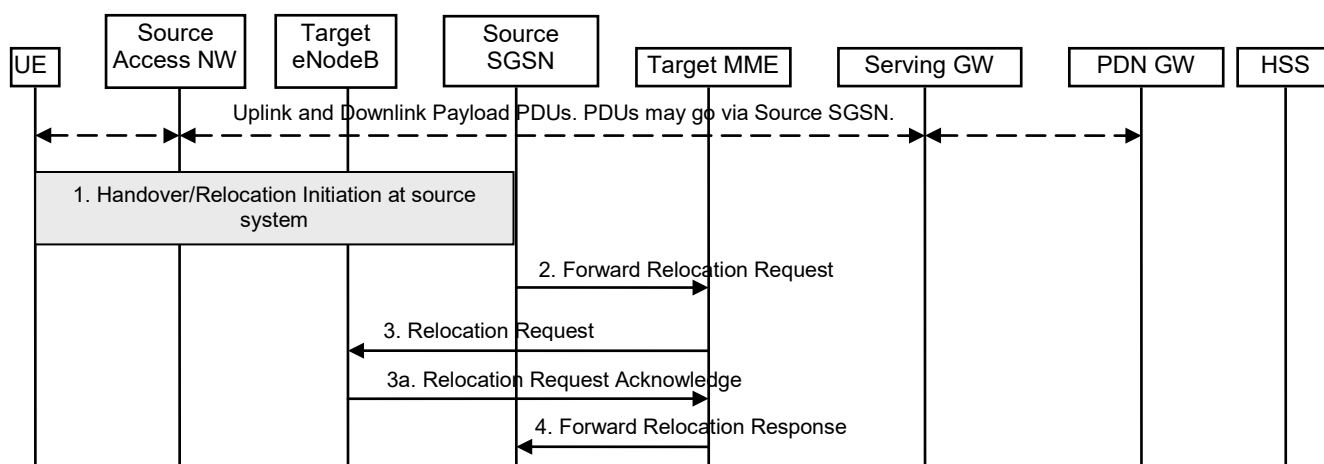 UE
Source
Access NW
Target
eNodeB
Source
SGSN
Target MME
Serving GW
PDN GW
HSS
Uplink and Downlink Payload PDUs. PDUs may go via Source SGSN.
1. Handover/Relocation Initiation at source
system
2. Forward Relocation Request
3. Relocation Request
3a. Relocation Request Acknowledge
4. Forward Relocation Response